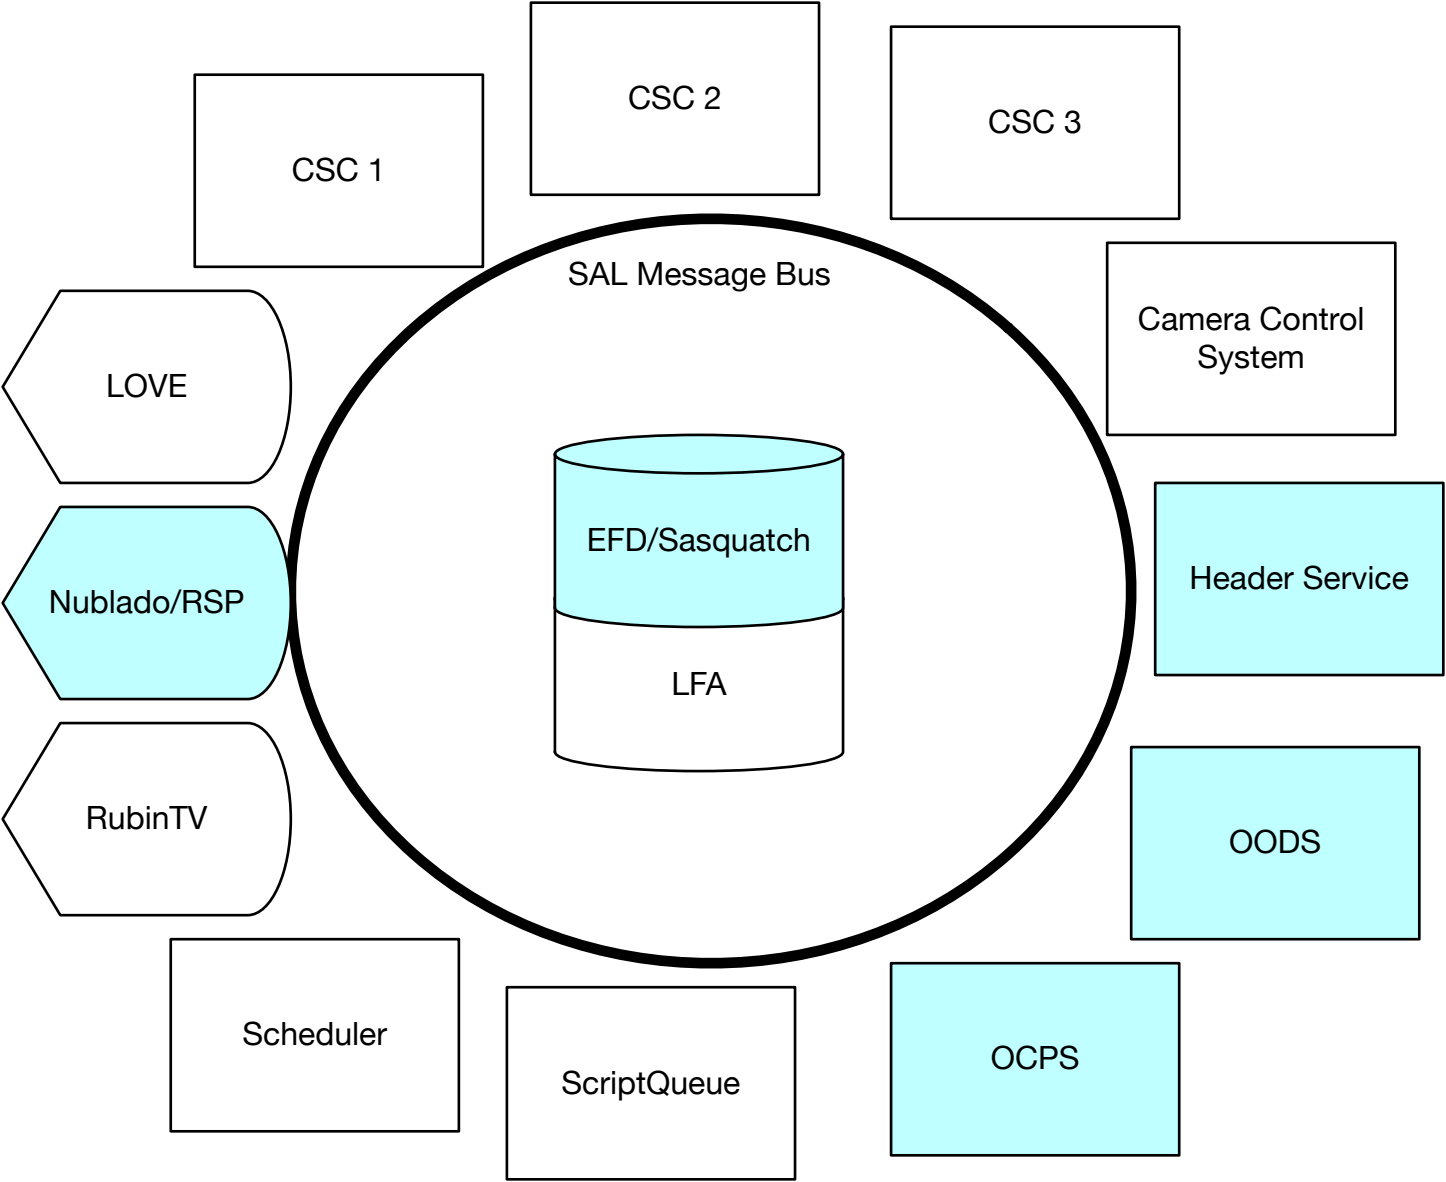 CSC 2
CSC 3
CSC 1
SAL Message Bus
Camera Control
System
LOVE
EFD/Sasquatch
Header Service
Nublado/RSP
LFA
RubinTV
OODS
Scheduler
OCPS
ScriptQueue